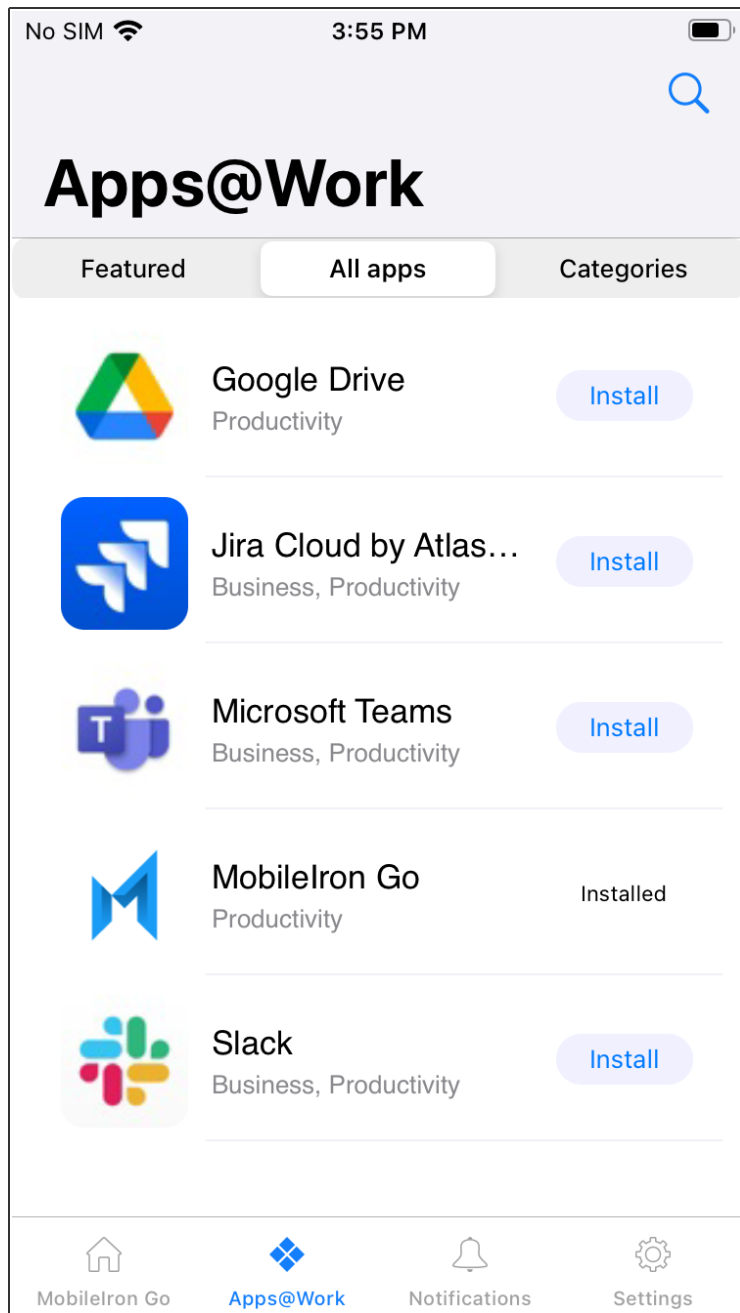 No SIM 3:55 PM
Apps@Work
Featured All apps Categories
Google Drive
Productivity
Install
Jira Cloud by Atlas...
Business, Productivity
Install
T
Microsoft Teams
Business, Productivity
Install
MobileIron Go
Productivity
Installed
Slack
Business, Productivity
Install
MobileIron Go Apps@Work Notifications Settings